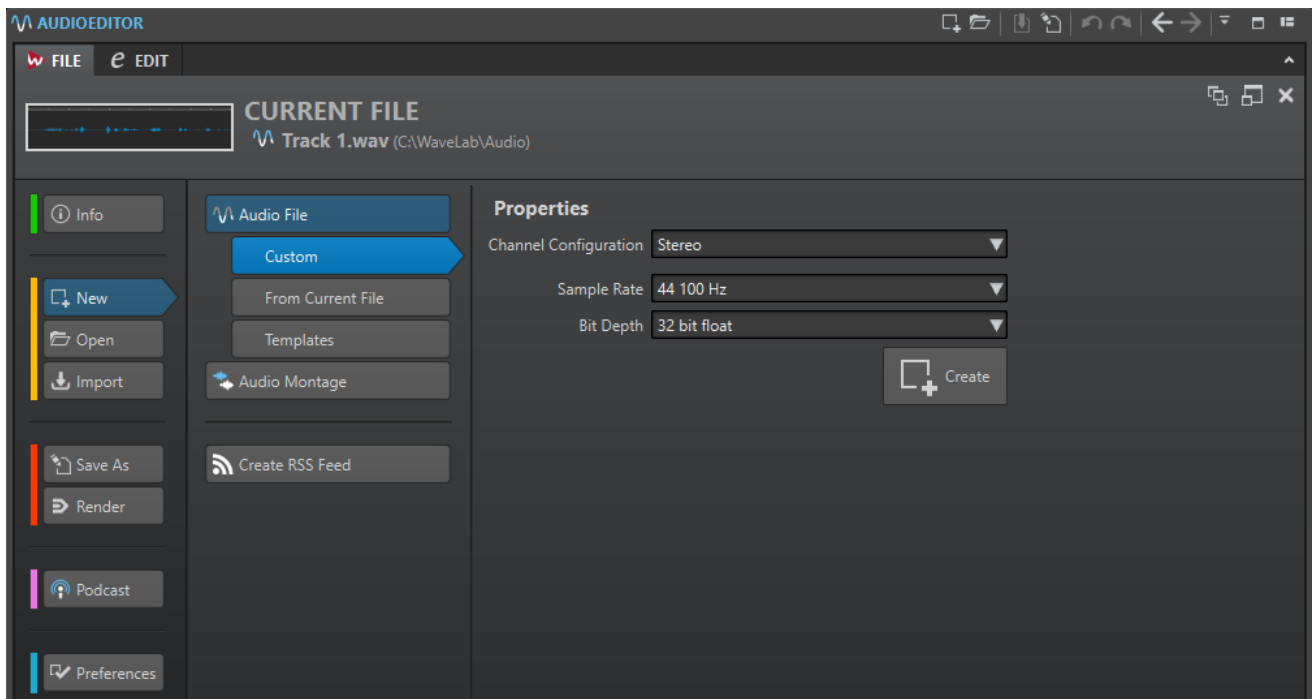 AUDIOEDITOR
FILE e EDIT
CURRENT FILE
Track 1.wav (C:\WaveLab\Audio)
Info
New
Open
Import
Save As
Render
Podcast
Preferences
Audio File
Custom
From Current File
Templates
Audio Montage
Create RSS Feed
Properties
Channel Configuration Stereo
Sample Rate 44 100 Hz
Bit Depth 32 bit float
Create